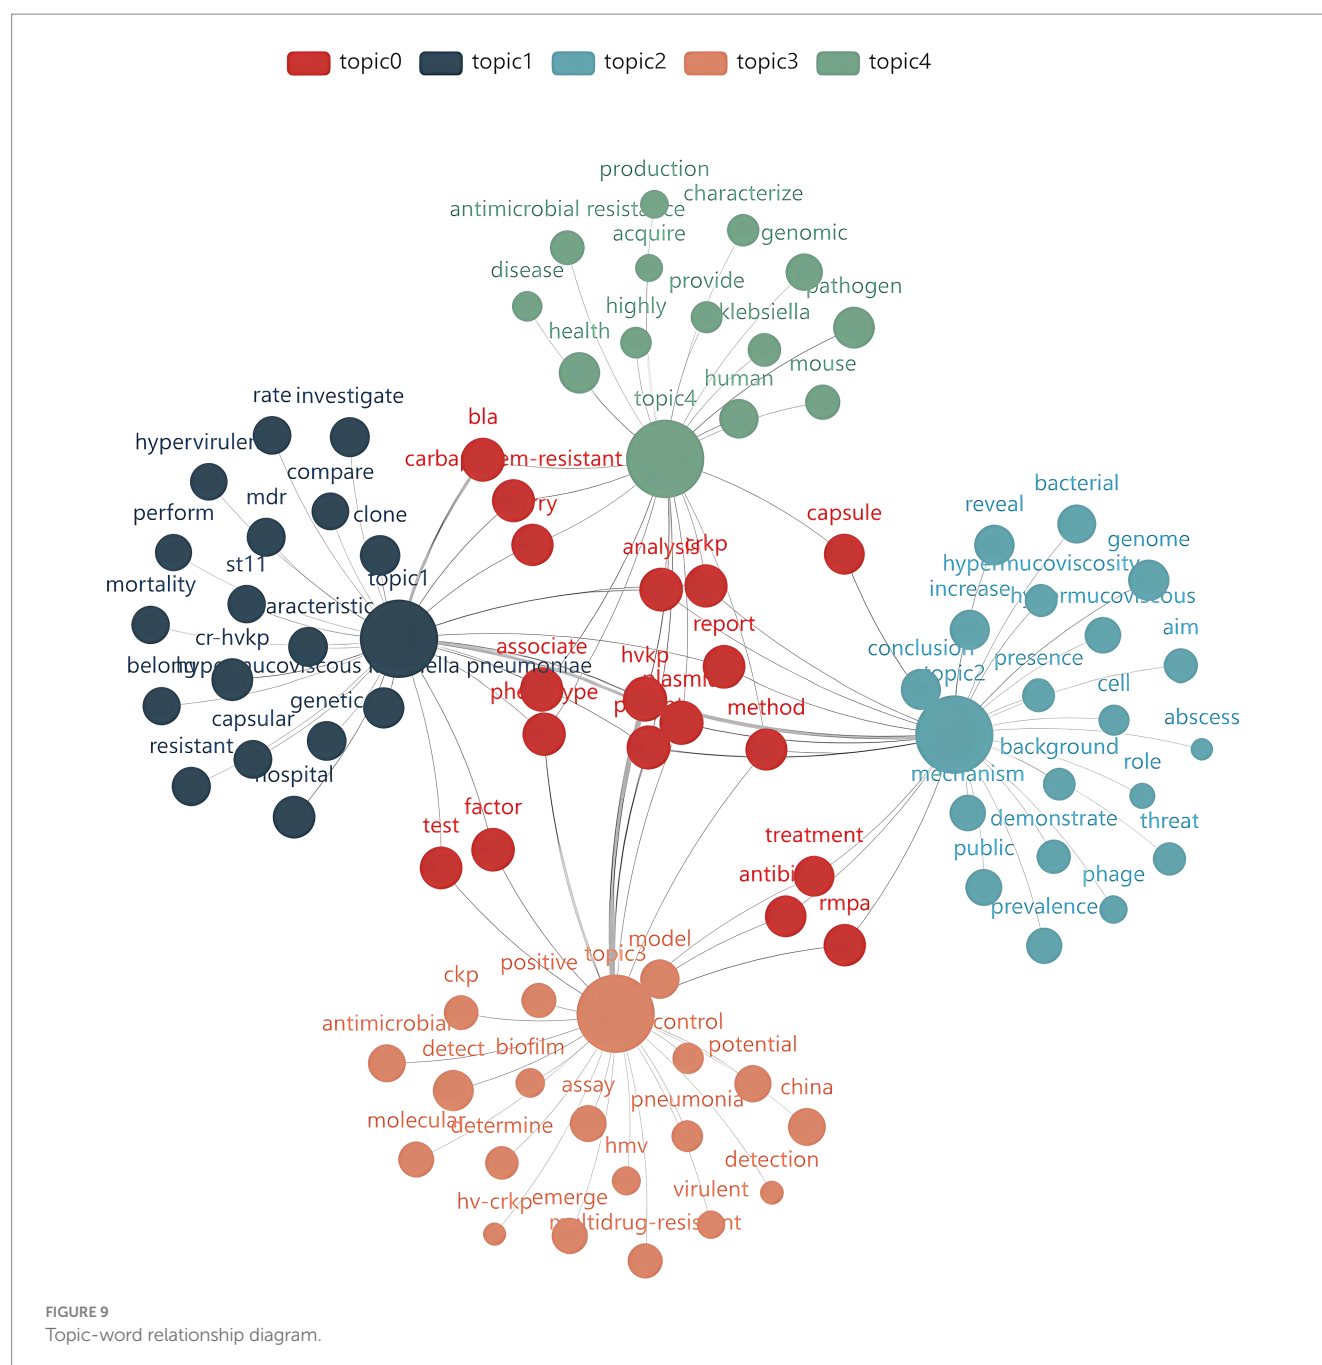 topic0 topic1 topic2 topic3 topic4
production
characterize
antimicrobial resistance
acquire
genomic
disease
provide
pathogen
highly
klebsiella
health
mouse
human
topic4
rate
investigate
bla
hyperviruler
carbapenem-resistant
compare
bacterial
mdr
reveal
perform
clone
capsule
genome
analysis
crkp
st11
hypermucoviscosity
topic1
mortality
increase
hypermucoviscous
aracteristic
report
aim
cr-hvkp
associate
conclusion
hvkp
presence
belong
hypermucoviscous klebsiella pneumoniae
topic2
plasmid
cell
phenotype
genetic
method
capsular
abscess
resistant
background
role
hospital
mechanism
factor
demonstrate
threat
test
treatment
public
phage
rmpa
prevalence
model
topic3
positive
ckp
antimicrobial
control
detect
biofilm
potential
assay
china
pneumonia
molecular
determine
hmv
detection
virulent
hv-crkp
emerge
multidrug-resistant
FIGURE 9
Topic-word relationship diagram.